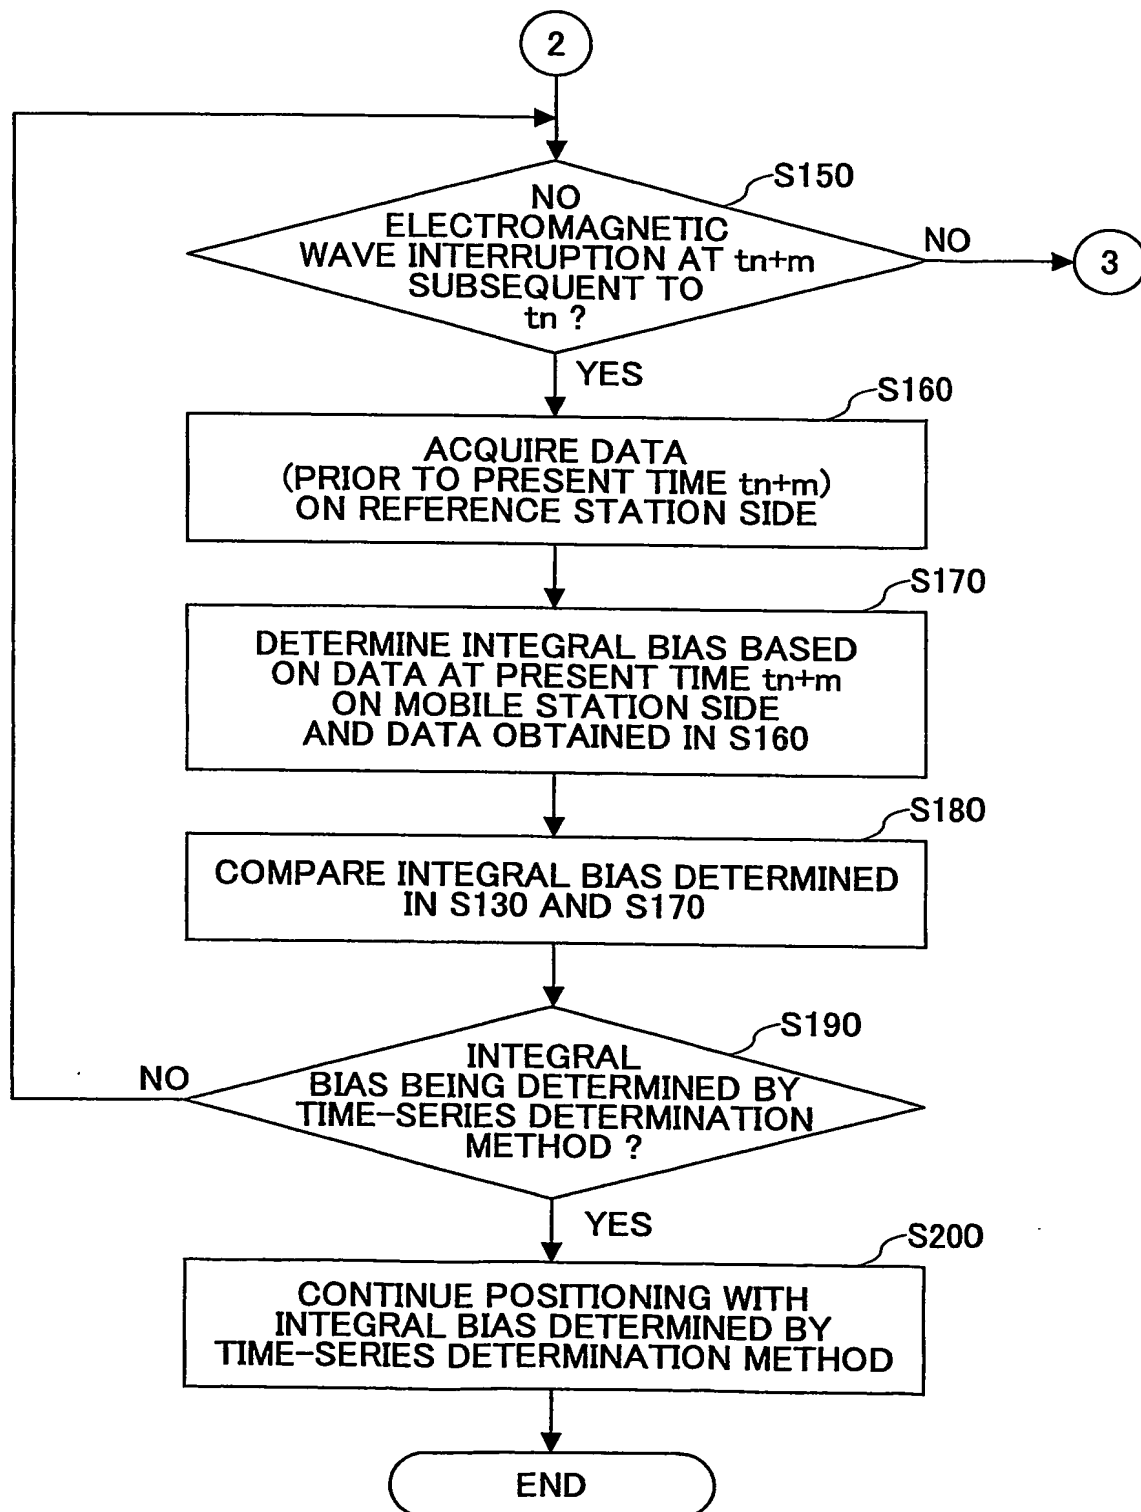 2
S150
NO
ELECTROMAGNETIC
WAVE INTERRUPTION AT tn+m
SUBSEQUENT TO
tn ?
NO
3
YES
S160
ACQUIRE DATA
(PRIOR TO PRESENT TIME tn+m)
ON REFERENCE STATION SIDE
S170
DETERMINE INTEGRAL BIAS BASED
ON DATA AT PRESENT TIME tn+m
ON MOBILE STATION SIDE
AND DATA OBTAINED IN S160
S180
COMPARE INTEGRAL BIAS DETERMINED
IN S130 AND S170
S190
INTEGRAL
BIAS BEING DETERMINED BY
TIME-SERIES DETERMINATION
METHOD ?
NO
YES
S200
CONTINUE POSITIONING WITH
INTEGRAL BIAS DETERMINED BY
TIME-SERIES DETERMINATION METHOD
END